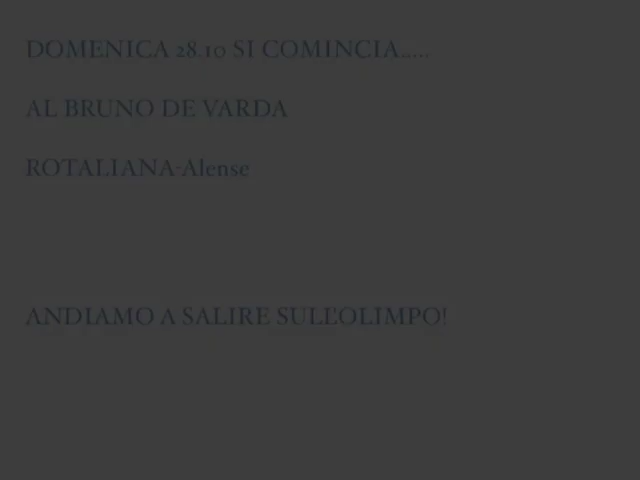 DOMENICA 28.10 SI COMINCIA.....
AL BRUNO DE VARDA
ROTALIANA-Alense
ANDIAMO A SALIRE SULL'OLIMPO!